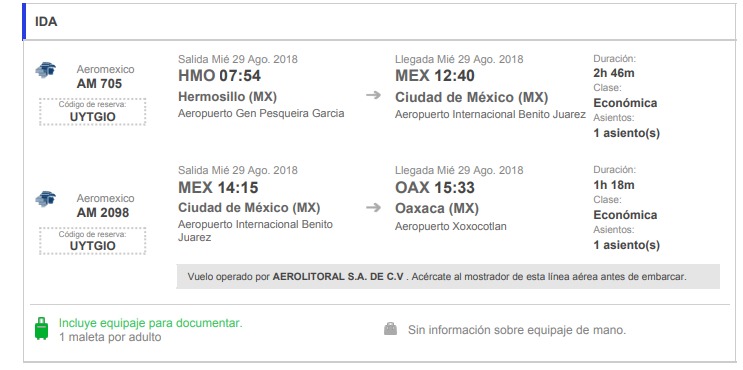 IDA
Aeromexico
AM 705
Código de reserva:
UYTGIO
Salida Mié 29 Ago. 2018
HMO 07:54
Hermosillo (MX)
Aeropuerto Gen Pesqueira Garcia
Llegada Mié 29 Ago. 2018
MEX 12:40
Ciudad de México (MX)
Aeropuerto Internacional Benito Juarez
Duración:
2h 46m
Clase:
Económica
Asientos:
1 asiento(s)
Aeromexico
AM 2098
Código de reserva:
UYTGIO
Salida Mié 29 Ago. 2018
MEX 14:15
Ciudad de México (MX)
Aeropuerto Internacional Benito
Juarez
Llegada Mié 29 Ago. 2018
OAX 15:33
Oaxaca (MX)
Aeropuerto Xoxocotlan
Duración:
1h 18m
Clase:
Económica
Asientos:
1 asiento(s)
Vuelo operado por AEROLITORAL S.A. DE C.V . Acércate al mostrador de esta línea aérea antes de embarcar.
Incluye equipaje para documentar.
1 maleta por adulto
Sin información sobre equipaje de mano.